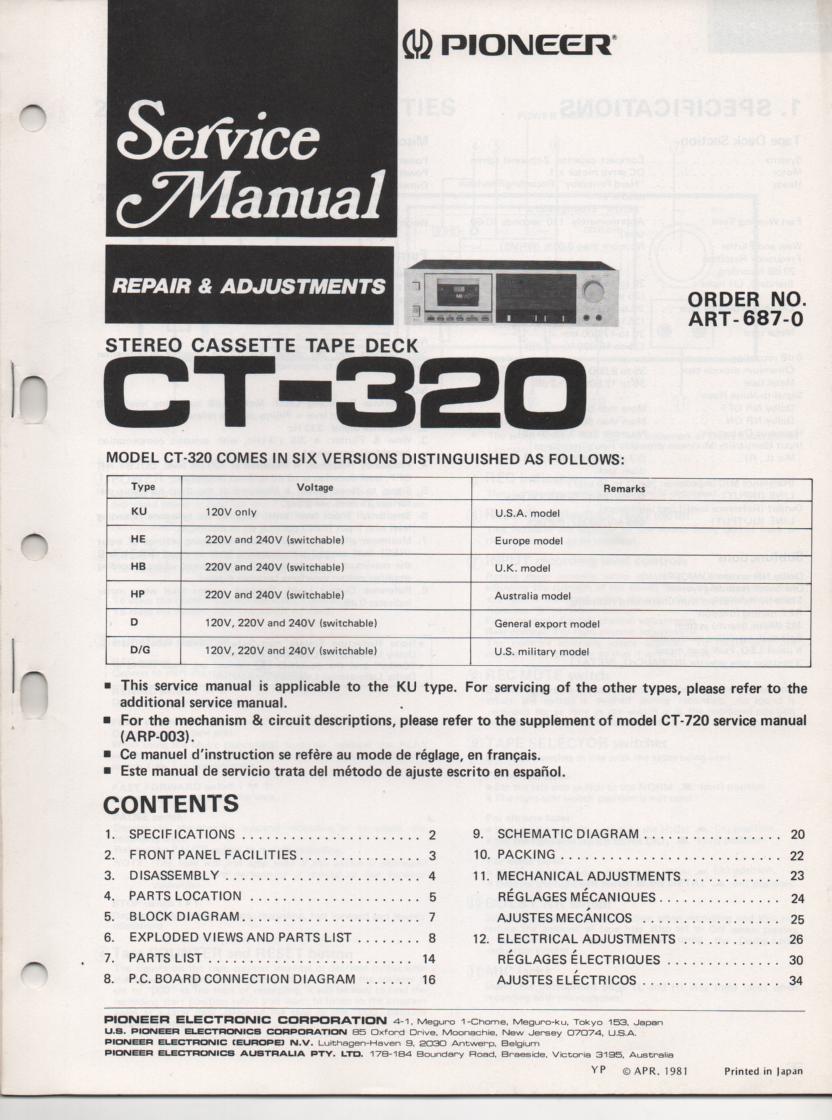 PIONEER®
Service
Manual
REPAIR & ADJUSTMENTS
ORDER NO.
ART-687-0
STEREO CASSETTE TAPE DECK
CT-320
MODEL CT-320 COMES IN SIX VERSIONS DISTINGUISHED AS FOLLOWS:
Type Voltage Remarks
KU 120V only U.S.A. model
HE 220V and 240V (switchable) Europe model
HB 220V and 240V (switchable) U.K. model
HP 220V and 240V (switchable) Australia model
D 120V, 220V and 240V (switchable) General export model
D/G 120V, 220V and 240V (switchable) U.S. military model
■ This service manual is applicable to the KU type. For servicing of the other types, please refer to the
additional service manual.
■ For the mechanism & circuit descriptions, please refer to the supplement of model CT-720 service manual
(ARP-003).
■ Ce manuel d'instruction se refère au mode de réglage, en français.
■ Este manual de servicio trata del método de ajuste escrito en español.
CONTENTS
1. SPECIFICATIONS . . . . . . . . . . . . . . . . . . . . 2
2. FRONT PANEL FACILITIES . . . . . . . . . . . . . . 3
3. DISASSEMBLY . . . . . . . . . . . . . . . . . . . . . . 4
4. PARTS LOCATION . . . . . . . . . . . . . . . . . . . 5
5. BLOCK DIAGRAM . . . . . . . . . . . . . . . . . . . . 7
6. EXPLODED VIEWS AND PARTS LIST . . . . . . . . 8
7. PARTS LIST . . . . . . . . . . . . . . . . . . . . . . . 14
8. P.C. BOARD CONNECTION DIAGRAM . . . . . . . 16
9. SCHEMATIC DIAGRAM . . . . . . . . . . . . . . . . 20
10. PACKING . . . . . . . . . . . . . . . . . . . . . . . . . 22
11. MECHANICAL ADJUSTMENTS . . . . . . . . . . . . 23
RÉGLAGES MÉCANIQUES . . . . . . . . . . . . . . 24
AJUSTES MECÁNICOS . . . . . . . . . . . . . . . . 25
12. ELECTRICAL ADJUSTMENTS . . . . . . . . . . . . 26
RÉGLAGES ÉLECTRIQUES . . . . . . . . . . . . . 30
AJUSTES ELÉCTRICOS . . . . . . . . . . . . . . . . 34
PIONEER ELECTRONIC CORPORATION 4-1, Meguro 1-Chome, Meguro-ku, Tokyo 153, Japan
U.S. PIONEER ELECTRONICS CORPORATION 85 Oxford Drive, Moonachie, New Jersey 07074, U.S.A.
PIONEER ELECTRONIC (EUROPE) N.V. Luithagen-Haven 9, 2030 Antwerp, Belgium
PIONEER ELECTRONICS AUSTRALIA PTY. LTD. 178-184 Boundary Road, Braeside, Victoria 3195, Australia
YP © APR. 1981 Printed in Japan